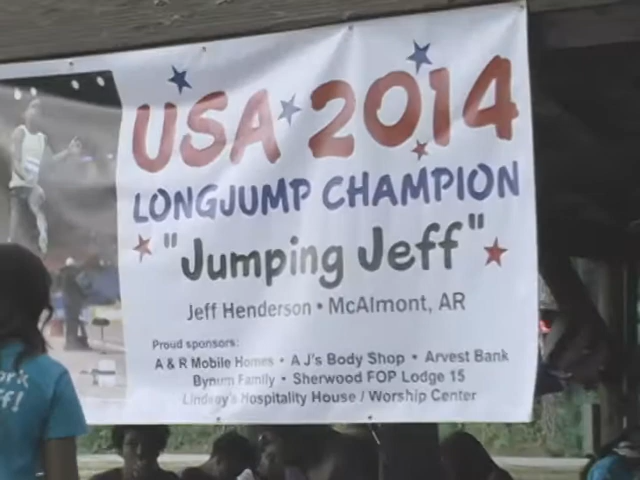 USA 2014
LONGJUMP CHAMPION
"Jumping Jeff"
Jeff Henderson • McAlmont, AR
Proud sponsors:
A & R Mobile Homes • A J's Body Shop • Arvest Bank
Bynum Family • Sherwood FOP Lodge 15
Lindsey's Hospitality House / Worship Center